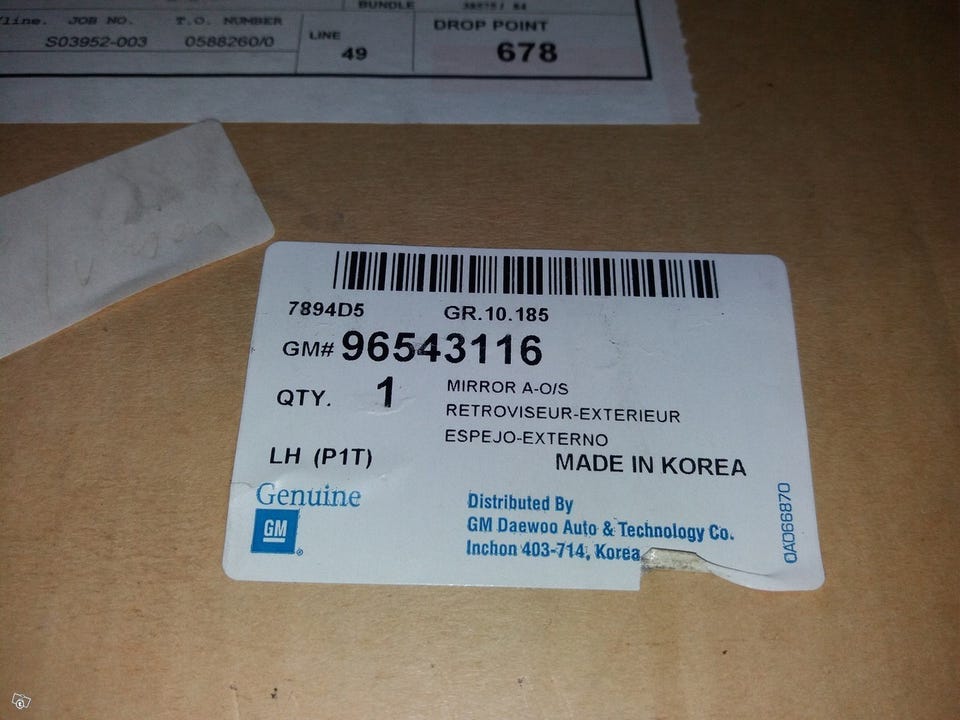 BUNDLE
/line. JOB NO. T.O. NUMBER
S03952-003 0588260/0
LINE
49
DROP POINT
678
7894D5 GR.10.185
GM# 96543116
QTY. 1
MIRROR A-O/S
RETROVISEUR-EXTERIEUR
ESPEJO-EXTERNO
LH (P1T)
MADE IN KOREA
Genuine
GM
Distributed By
GM Daewoo Auto & Technology Co.
Inchon 403-714, Korea
0AD66870